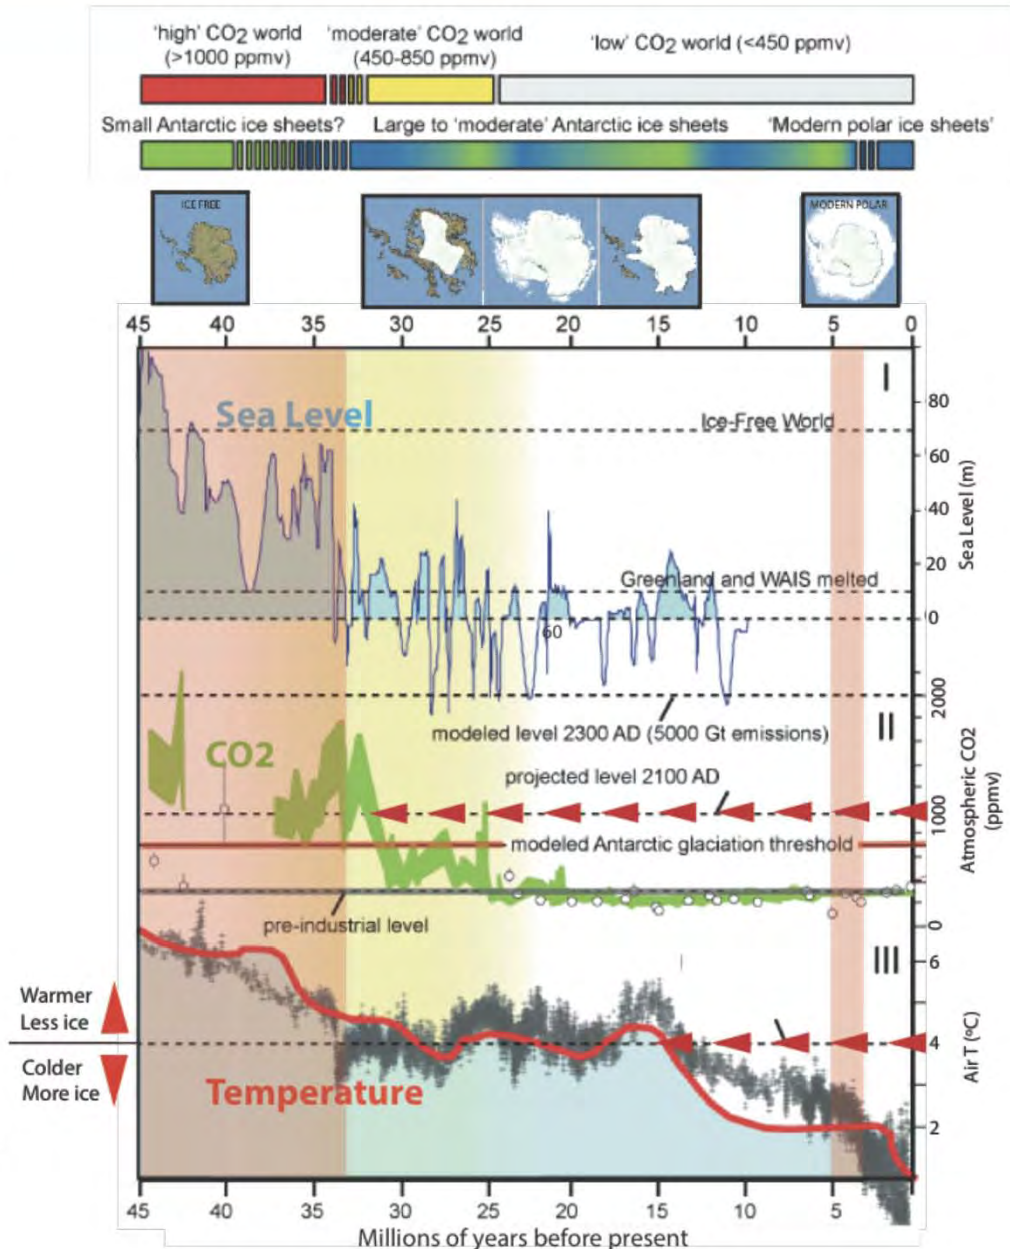 'high' CO2 world
(>1000 ppmv)
'moderate' CO2 world
(450-850 ppmv)
'low' CO2 world (<450 ppmv)
Small Antarctic ice sheets?
Large to 'moderate' Antarctic ice sheets
'Modern polar ice sheets'
ICE FREE
MODERN POLAR
45 40 35 30 25 20 15 10 5 0
I
Sea Level
Ice-Free World
80
60
40
20
0
Sea Level (m)
Greenland and WAIS melted
60
2000
modeled level 2300 AD (5000 Gt emissions)
II
CO2
projected level 2100 AD
1000
Atmospheric CO2
(ppmv)
modeled Antarctic glaciation threshold
pre-industrial level
0
III
6
Warmer
Less ice
4
Air T (ºC)
Colder
More ice
Temperature
2
45 40 35 30 25 20 15 10 5 0
Millions of years before present